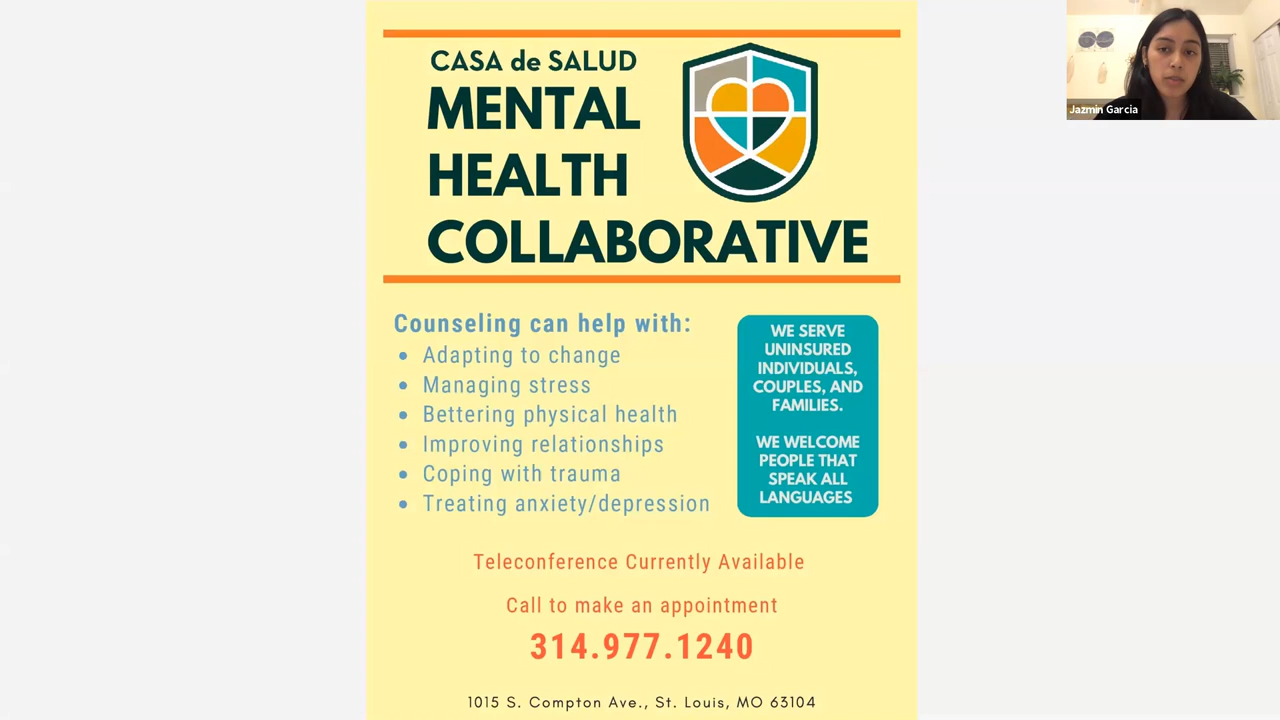 CASA de SALUD
MENTAL
HEALTH
COLLABORATIVE
Counseling can help with:
• Adapting to change
• Managing stress
• Bettering physical health
• Improving relationships
• Coping with trauma
• Treating anxiety/depression
WE SERVE
UNINSURED
INDIVIDUALS,
COUPLES, AND
FAMILIES.
WE WELCOME
PEOPLE THAT
SPEAK ALL
LANGUAGES
Teleconference Currently Available
Call to make an appointment
314.977.1240
1015 S. Compton Ave., St. Louis, MO 63104
Jazmin Garcia